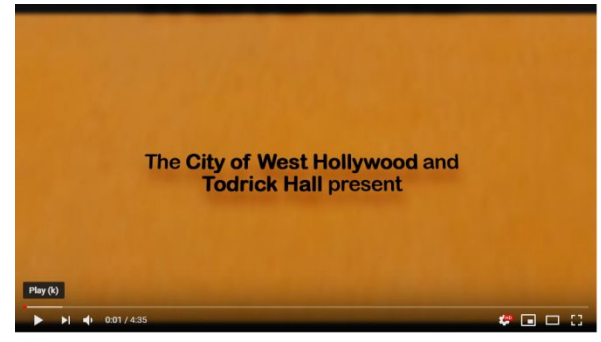 The City of West Hollywood and
Todrick Hall present
Play (k)
0:01 / 4:35